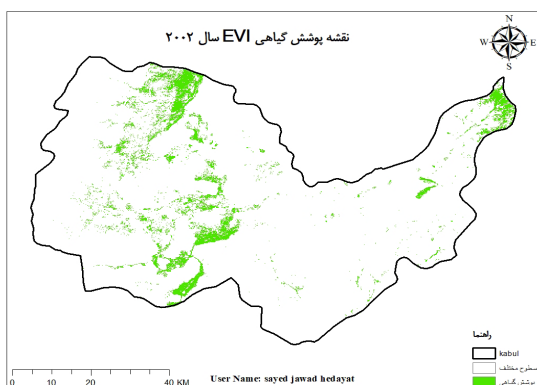 نقشه پوشش گیاهی EVI سال ۲۰۰۲
N
W E
S
راهنما
kabul
سطوح مختلف
پوشش گیاهی
0 10 20 40 KM
User Name: sayed jawad hedayat